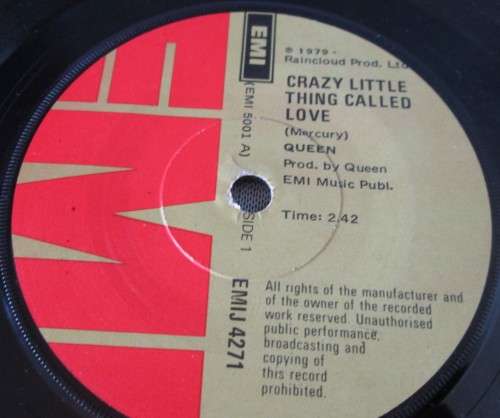 EMI
EMI
℗ 1979 -
Raincloud Prod. Ltd
CRAZY LITTLE
THING CALLED
LOVE
(Mercury)
QUEEN
Prod. by Queen
EMI Music Publ.
(EMI 5001 A)
SIDE 1
Time: 2.42
EMIJ 4271
All rights of the manufacturer and
of the owner of the recorded
work reserved. Unauthorised
public performance,
broadcasting and
copying of
this record
prohibited.